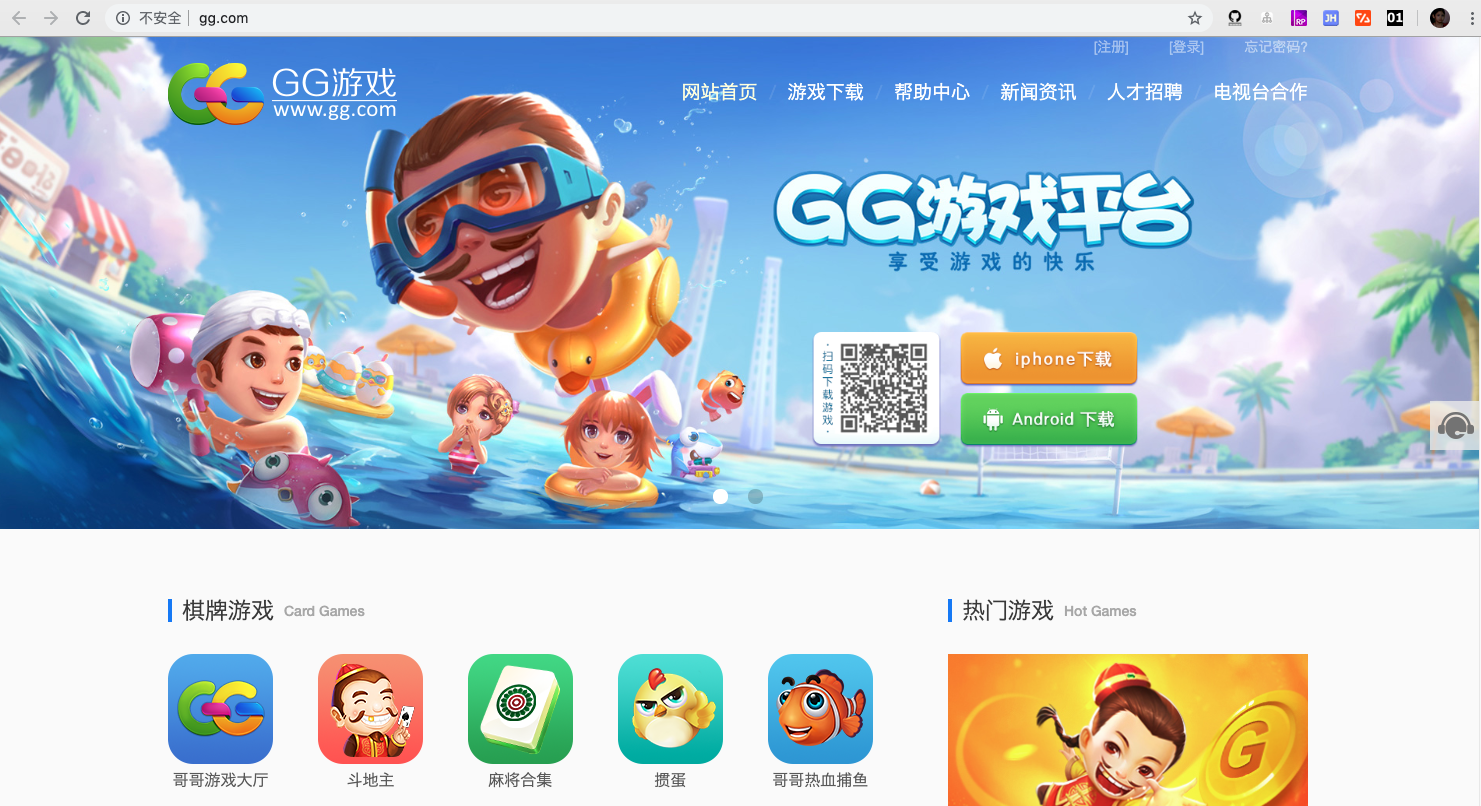 不安全 gg.com
RP JH 01
[注册] [登录] 忘记密码?
GG GG游戏
www.gg.com
网站首页 / 游戏下载 / 帮助中心 / 新闻资讯 / 人才招聘 / 电视台合作
GG游戏平台
享受游戏的快乐
·扫码下载游戏·
iphone下载
Android 下载
棋牌游戏 Card Games
热门游戏 Hot Games
GG
G
哥哥游戏大厅 斗地主 麻将合集 掼蛋 哥哥热血捕鱼